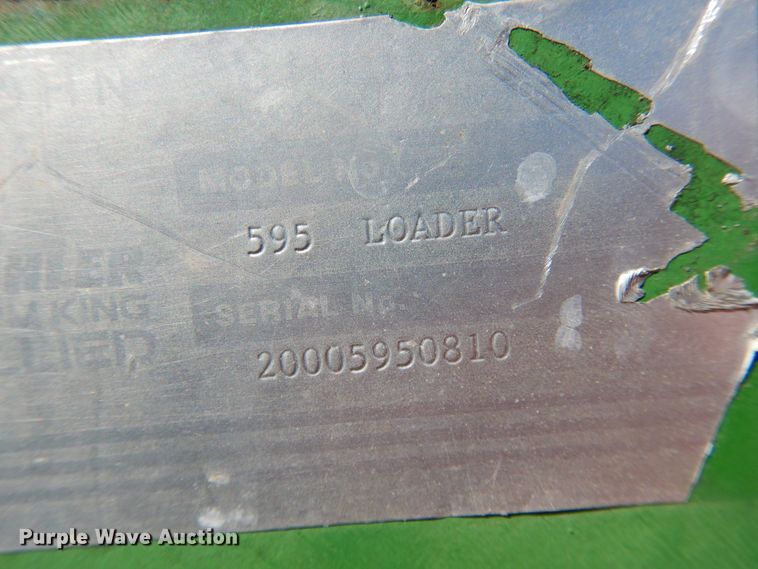 MODEL No.
595 LOADER
SERIAL No.
20005950810
Purple Wave Auction